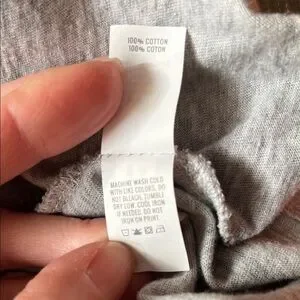 100% COTTON
100% COTON
MACHINE WASH COLD
WITH LIKE COLORS. DO
NOT BLEACH. TUMBLE
DRY LOW. COOL IRON
IF NEEDED. DO NOT
IRON ON PRINT